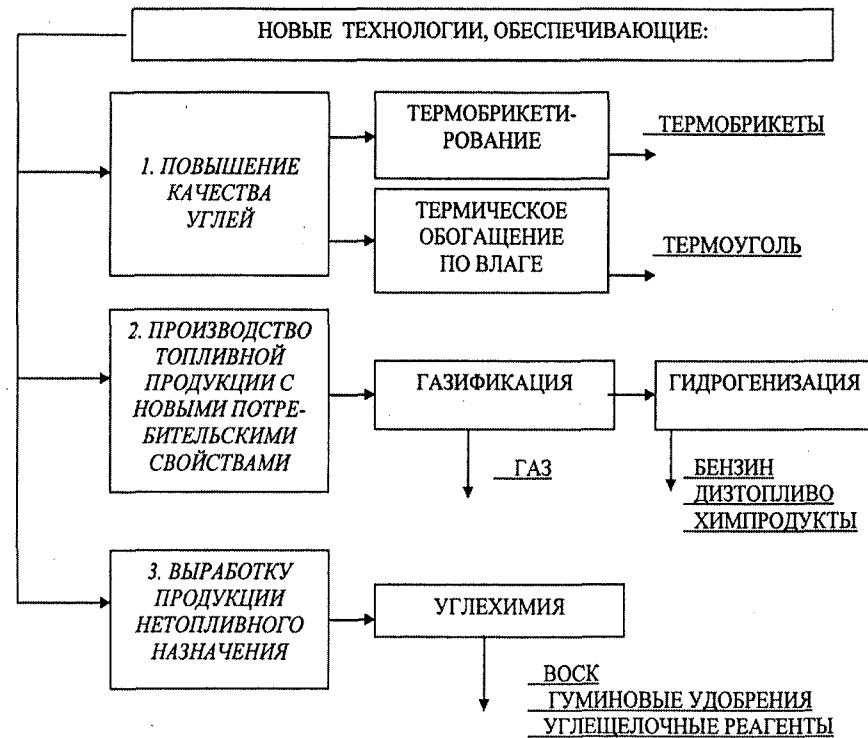 НОВЫЕ ТЕХНОЛОГИИ, ОБЕСПЕЧИВАЮЩИЕ:
1. ПОВЫШЕНИЕ
КАЧЕСТВА
УГЛЕЙ
ТЕРМОБРИКЕТИ-
РОВАНИЕ
ТЕРМОБРИКЕТЫ
ТЕРМИЧЕСКОЕ
ОБОГАЩЕНИЕ
ПО ВЛАГЕ
ТЕРМОУГОЛЬ
2. ПРОИЗВОДСТВО
ТОПЛИВНОЙ
ПРОДУКЦИИ С
НОВЫМИ ПОТРЕ-
БИТЕЛЬСКИМИ
СВОЙСТВАМИ
ГАЗИФИКАЦИЯ
ГАЗ
ГИДРОГЕНИЗАЦИЯ
БЕНЗИН
ДИЗТОПЛИВО
ХИМПРОДУКТЫ
3. ВЫРАБОТКУ
ПРОДУКЦИИ
НЕТОПЛИВНОГО
НАЗНАЧЕНИЯ
УГЛЕХИМИЯ
ВОСК
ГУМИНОВЫЕ УДОБРЕНИЯ
УГЛЕЩЕЛОЧНЫЕ РЕАГЕНТЫ